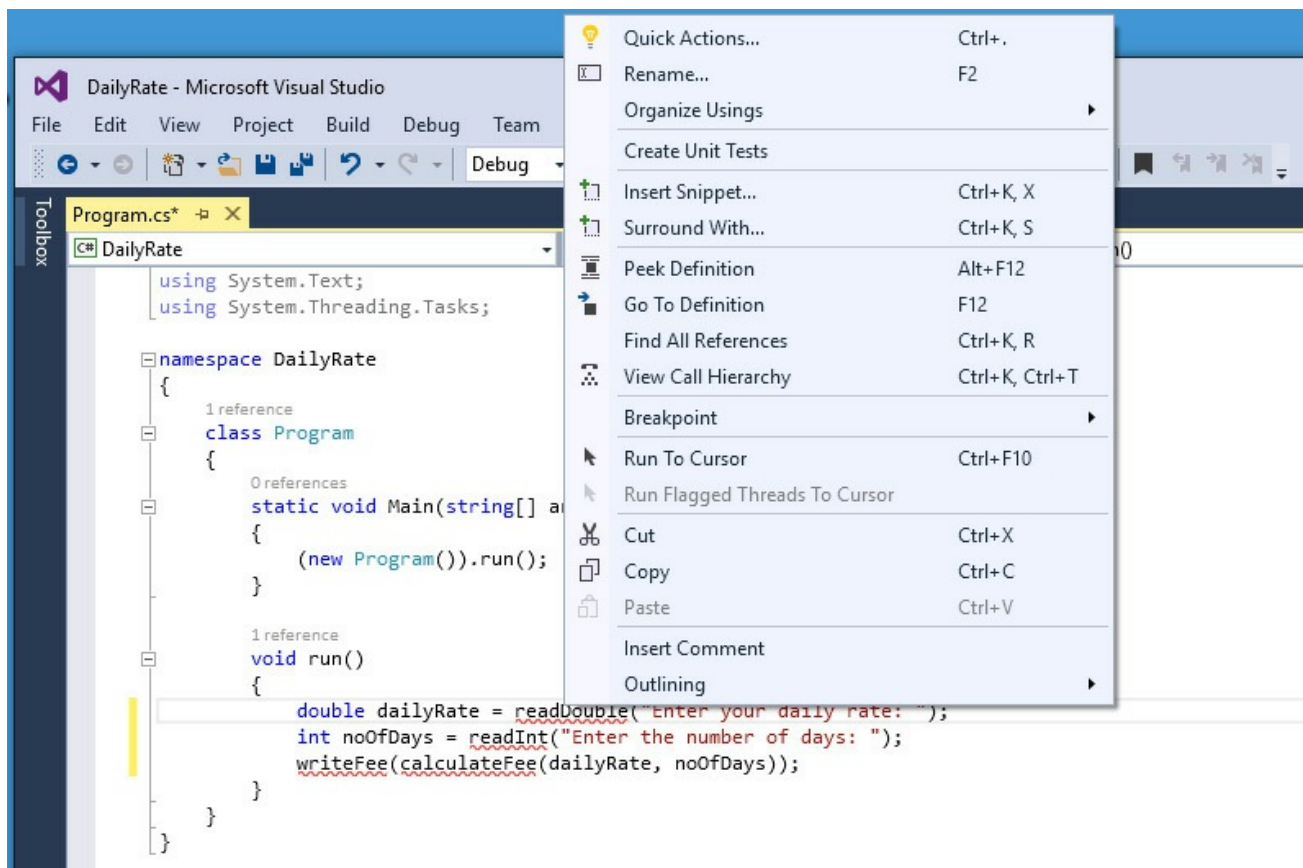 DailyRate - Microsoft Visual Studio
File Edit View Project Build Debug Team
Debug
Toolbox
Program.cs*
C# DailyRate
()
using System.Text;
using System.Threading.Tasks;
namespace DailyRate
{
1 reference
class Program
{
0 references
static void Main(string[] a
{
(new Program()).run();
}
1 reference
void run()
{
double dailyRate = readDouble("Enter your daily rate: ");
int noOfDays = readInt("Enter the number of days: ");
writeFee(calculateFee(dailyRate, noOfDays));
}
}
}
Quick Actions... Ctrl+.
Rename... F2
Organize Usings
Create Unit Tests
Insert Snippet... Ctrl+K, X
Surround With... Ctrl+K, S
Peek Definition Alt+F12
Go To Definition F12
Find All References Ctrl+K, R
View Call Hierarchy Ctrl+K, Ctrl+T
Breakpoint
Run To Cursor Ctrl+F10
Run Flagged Threads To Cursor
Cut Ctrl+X
Copy Ctrl+C
Paste Ctrl+V
Insert Comment
Outlining